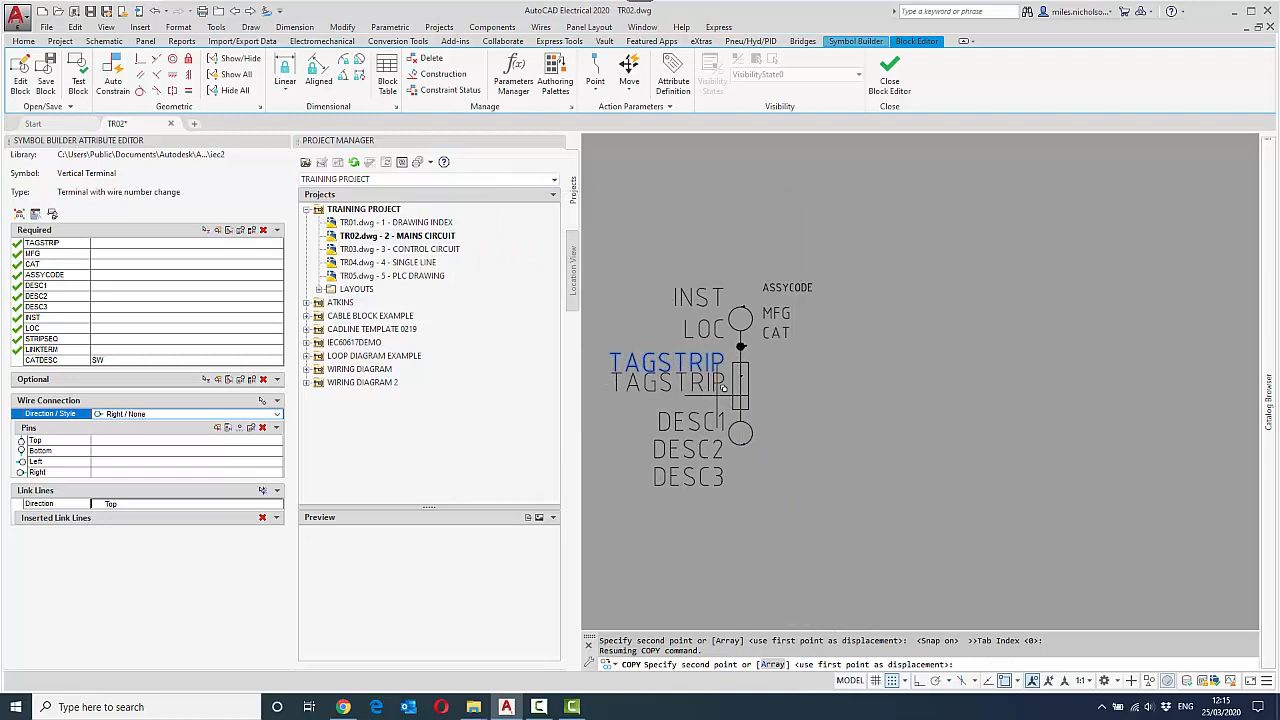 AutoCAD Electrical 2020 TR02.dwg
Type a keyword or phrase
miles.nicholso...
File Edit View Insert Format Tools Draw Dimension Modify Parameters Projects Components Wires Panel Layout Window Express
Home Project Schematic Panel Reports Import/Export Data Electromechanical Conversion Tools Add-ins Collaborate Express Tools Vault Featured Apps eXtras Pneu/Hyd/PID Bridges Symbol Builder Block Editor
Edit Block
Save Block
Test Block
Auto Constrain
Show/Hide
Show All
Hide All
Linear
Aligned
Block Table
Delete
Construction
Constraint Status
Parameters Manager
Authoring Palettes
Point
Move
Attribute Definition
Visibility States
VisibilityState0
Close Block Editor
Open/Save Geometric Dimensional Manage Action Parameters Visibility Close
Start TR02*
SYMBOL BUILDER ATTRIBUTE EDITOR
Library: C:\Users\Public\Documents\Autodesk\A...\iec2
Symbol: Vertical Terminal
Type: Terminal with wire number change
Required
TAGSTRIP
MFG
CAT
ASSYCODE
DESC1
DESC2
DESC3
INST
LOC
STRIPSEQ
LINKTERM
CATDESC SW
Optional
Wire Connection
Direction / Style Right / None
Pins
Top
Bottom
Left
Right
Link Lines
Direction Top
Inserted Link Lines
PROJECT MANAGER
TRAINING PROJECT
Projects
TRAINING PROJECT
TR01.dwg - 1 - DRAWING INDEX
TR02.dwg - 2 - MAINS CIRCUIT
TR03.dwg - 3 - CONTROL CIRCUIT
TR04.dwg - 4 - SINGLE LINE
TR05.dwg - 5 - PLC DRAWING
LAYOUTS
ATKINS
CABLE BLOCK EXAMPLE
CADLINE TEMPLATE 0219
IEC60617DEMO
LOOP DIAGRAM EXAMPLE
WIRING DIAGRAM
WIRING DIAGRAM 2
Preview
Projects
Location View
INST
LOC
TAGSTRIP
TAGSTRIP
DESC1
DESC2
DESC3
ASSYCODE
MFG
CAT
Catalog Browser
Specify second point or [Array] <use first point as displacement>: <Snap on> >>Tab Index <0>:
Resuming COPY command.
COPY Specify second point or [Array] <use first point as displacement>:
MODEL 1:1
Type here to search
ENG
12:15
25/03/2020